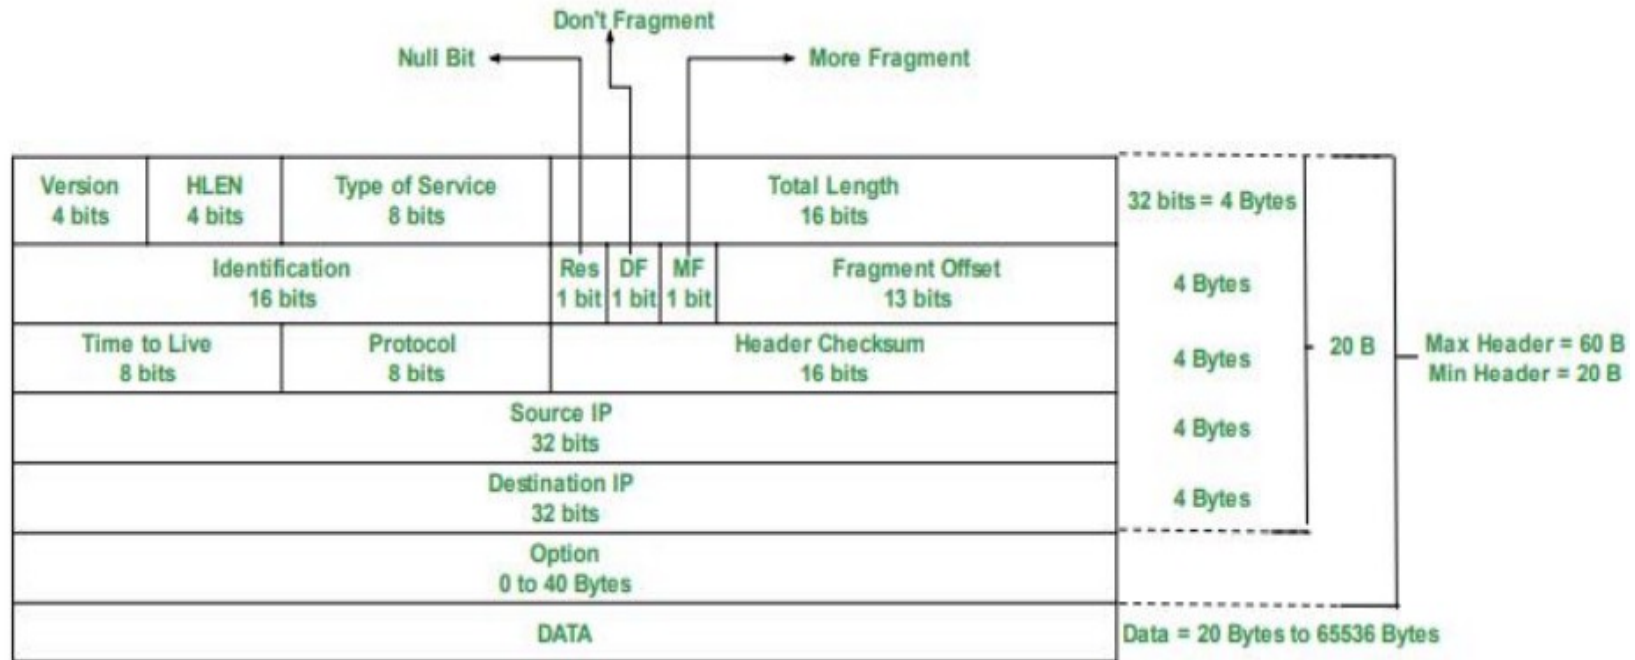 Don't Fragment
Null Bit
More Fragment
Version
4 bits
HLEN
4 bits
Type of Service
8 bits
Total Length
16 bits
32 bits = 4 Bytes
Identification
16 bits
Res
1 bit
DF
1 bit
MF
1 bit
Fragment Offset
13 bits
4 Bytes
Time to Live
8 bits
Protocol
8 bits
Header Checksum
16 bits
4 Bytes
20 B
Max Header = 60 B
Min Header = 20 B
Source IP
32 bits
4 Bytes
Destination IP
32 bits
4 Bytes
Option
0 to 40 Bytes
DATA
Data = 20 Bytes to 65536 Bytes